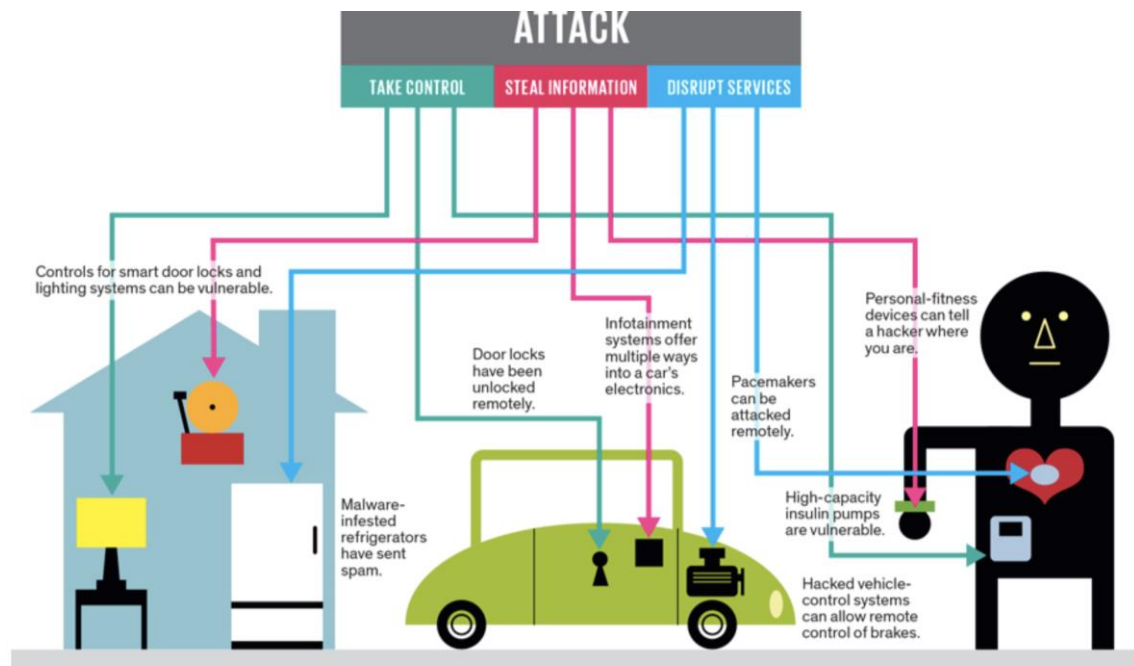 ATTACK
TAKE CONTROL
STEAL INFORMATION
DISRUPT SERVICES
Controls for smart door locks and
lighting systems can be vulnerable.
Door locks
have been
unlocked
remotely.
Infotainment
systems offer
multiple ways
into a car's
electronics.
Personal-fitness
devices can tell
a hacker where
you are.
Pacemakers
can be
attacked
remotely.
Malware-
infested
refrigerators
have sent
spam.
High-capacity
insulin pumps
are vulnerable.
Hacked vehicle-
control systems
can allow remote
control of brakes.